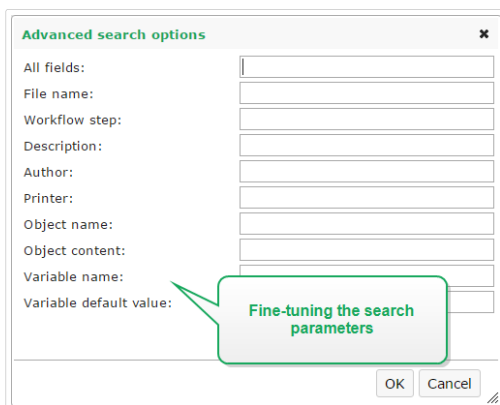 Advanced search options ✖
All fields:
File name:
Workflow step:
Description:
Author:
Printer:
Object name:
Object content:
Variable name:
Variable default value:
Fine-tuning the search
parameters
OK Cancel